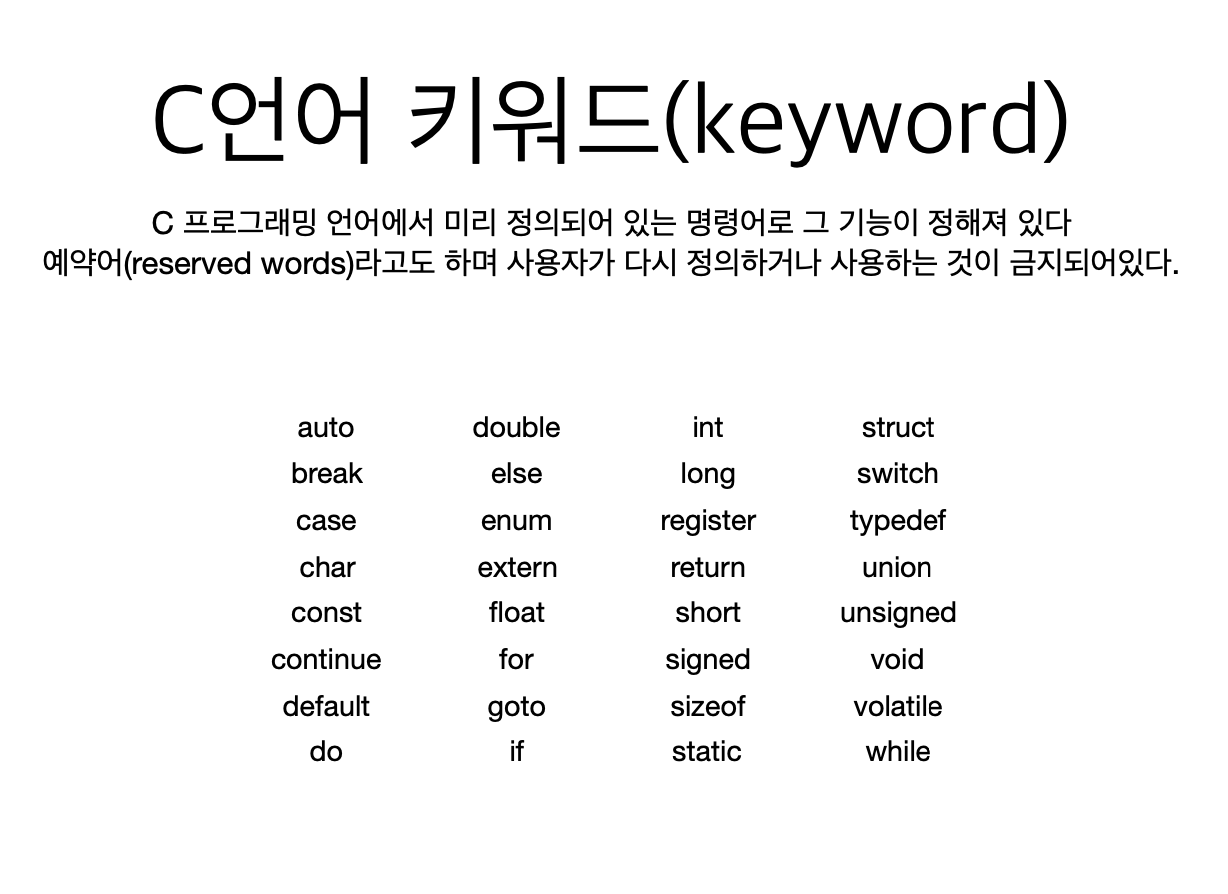 C언어 키워드(keyword)
C 프로그래밍 언어에서 미리 정의되어 있는 명령어로 그 기능이 정해져 있다
예약어(reserved words)라고도 하며 사용자가 다시 정의하거나 사용하는 것이 금지되어있다.
auto double int struct
break else long switch
case enum register typedef
char extern return union
const float short unsigned
continue for signed void
default goto sizeof volatile
do if static while